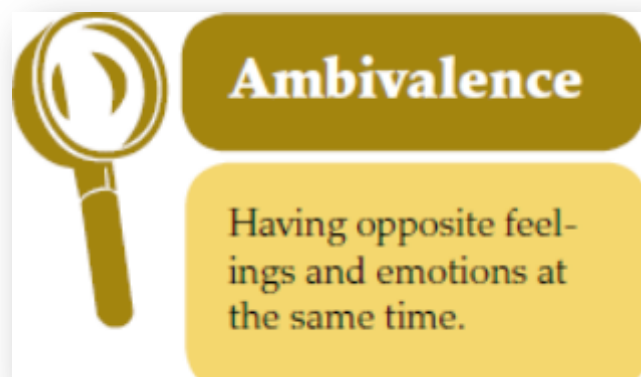 Ambivalence
Having opposite feel-
ings and emotions at
the same time.